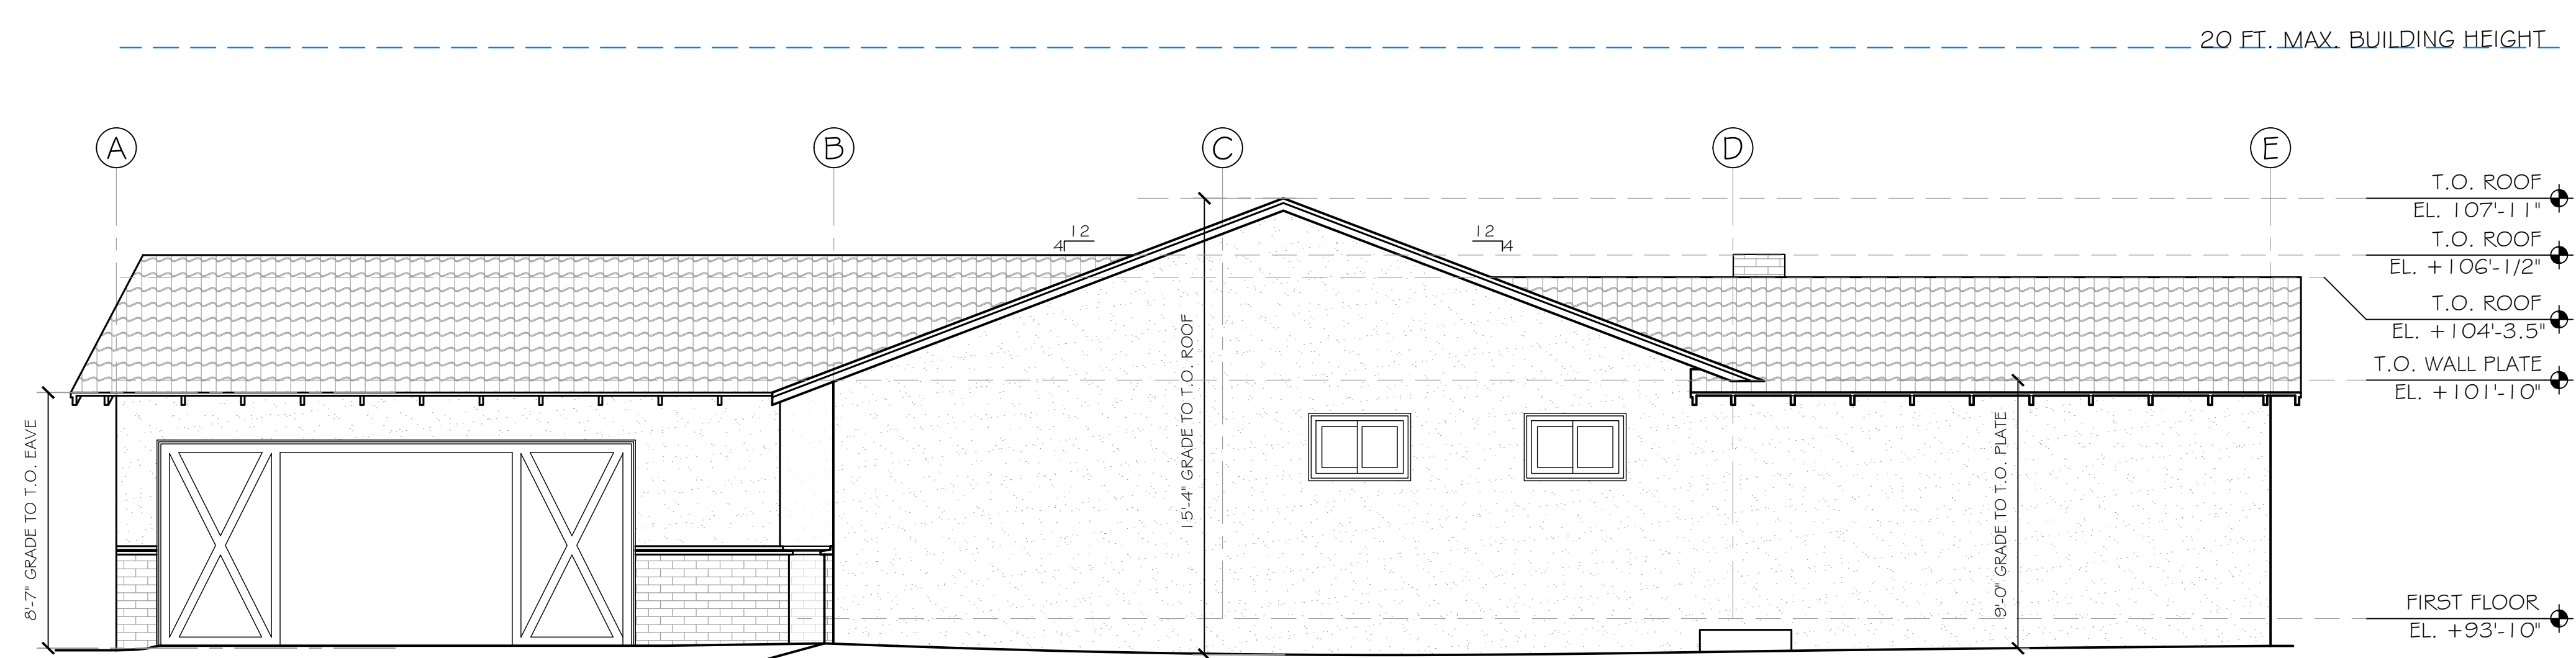 20 FT. MAX. BUILDING HEIGHT
A
B
C
D
E
T.O. ROOF
EL. 107'-11"
12
4
12
4
T.O. ROOF
EL. +106'-1/2"
T.O. ROOF
EL. +104'-3.5"
T.O. WALL PLATE
EL. +101'-10"
8'-7" GRADE TO T.O. EAVE
15'-4" GRADE TO T.O. ROOF
9'-0" GRADE TO T.O. PLATE
FIRST FLOOR
EL. +93'-10"